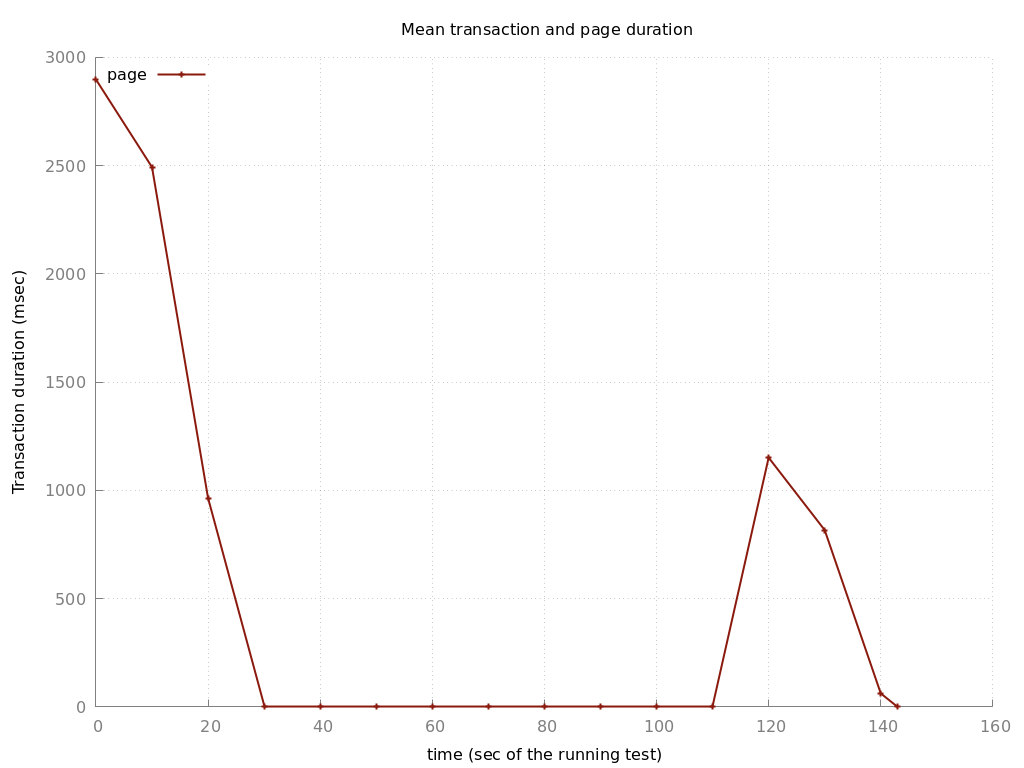 Mean transaction and page duration
3000
page
2500
2000
1500
1000
500
0
Transaction duration (msec)
0 20 40 60 80 100 120 140 160
time (sec of the running test)